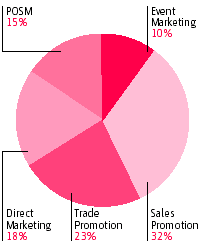 POSM
15%
Event
Marketing
10%
Direct
Marketing
18%
Trade
Promotion
23%
Sales
Promotion
32%